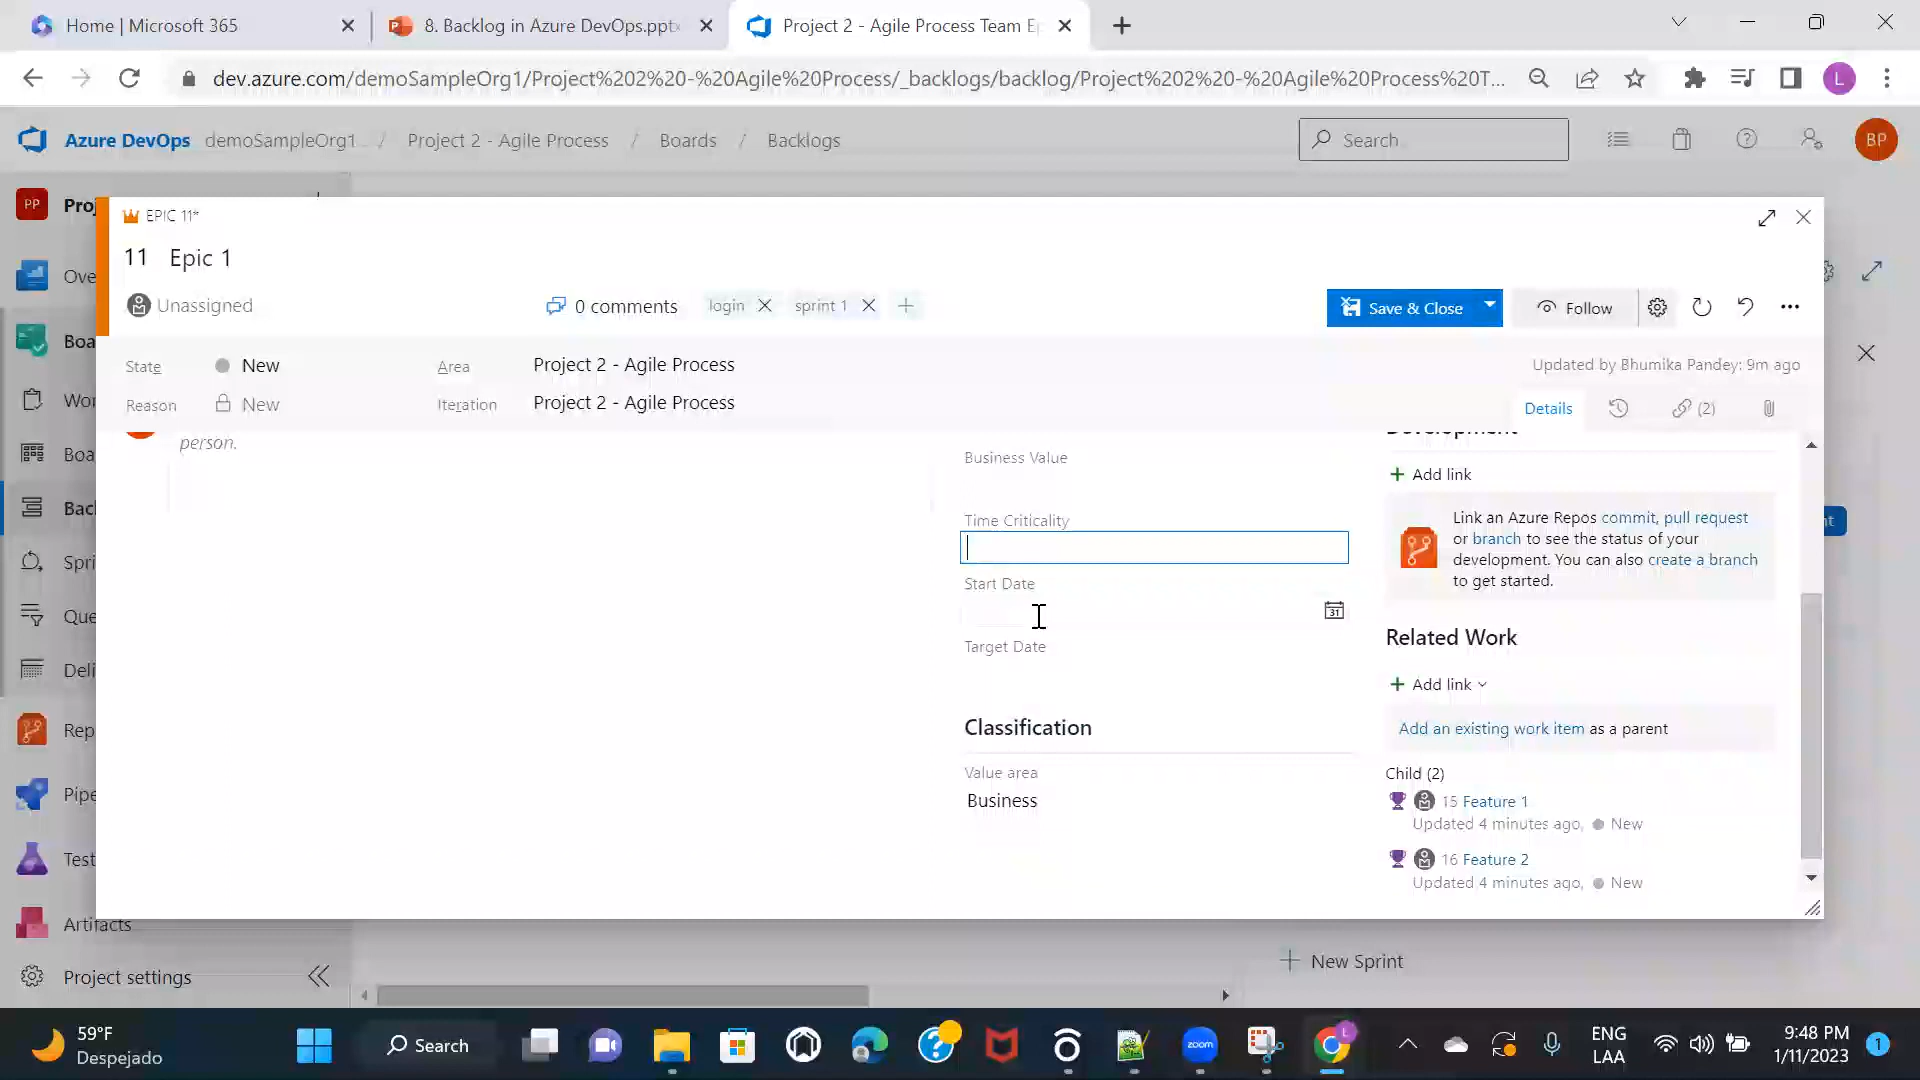 Home | Microsoft 365
8. Backlog in Azure DevOps.pptx
Project 2 - Agile Process Team Ep
dev.azure.com/demoSampleOrg1/Project%202%20-%20Agile%20Process/_backlogs/backlog/Project%202%20-%20Agile%20Process%20T...
L
Azure DevOps demoSampleOrg1 / Project 2 - Agile Process / Boards / Backlogs
Search
BP
PP Proj
Ove
Boa
Wor
Boa
Back
Spri
Que
Deli
Rep
Pipe
Test
Artifacts
Project settings
EPIC 11*
11 Epic 1
Unassigned
0 comments
login
sprint 1
Save & Close
Follow
State New
Area Project 2 - Agile Process
Updated by Bhumika Pandey: 9m ago
Reason New
Iteration Project 2 - Agile Process
Details
(2)
person.
Business Value
Time Criticality
Start Date
31
Target Date
Classification
Value area
Business
Development
Add link
Link an Azure Repos commit, pull request
or branch to see the status of your
development. You can also create a branch
to get started.
Related Work
Add link
Add an existing work item as a parent
Child (2)
15 Feature 1
Updated 4 minutes ago, New
16 Feature 2
Updated 4 minutes ago, New
New Sprint
59°F
Despejado
Search
zoom
L
ENG
LAA
9:48 PM
1/11/2023
1